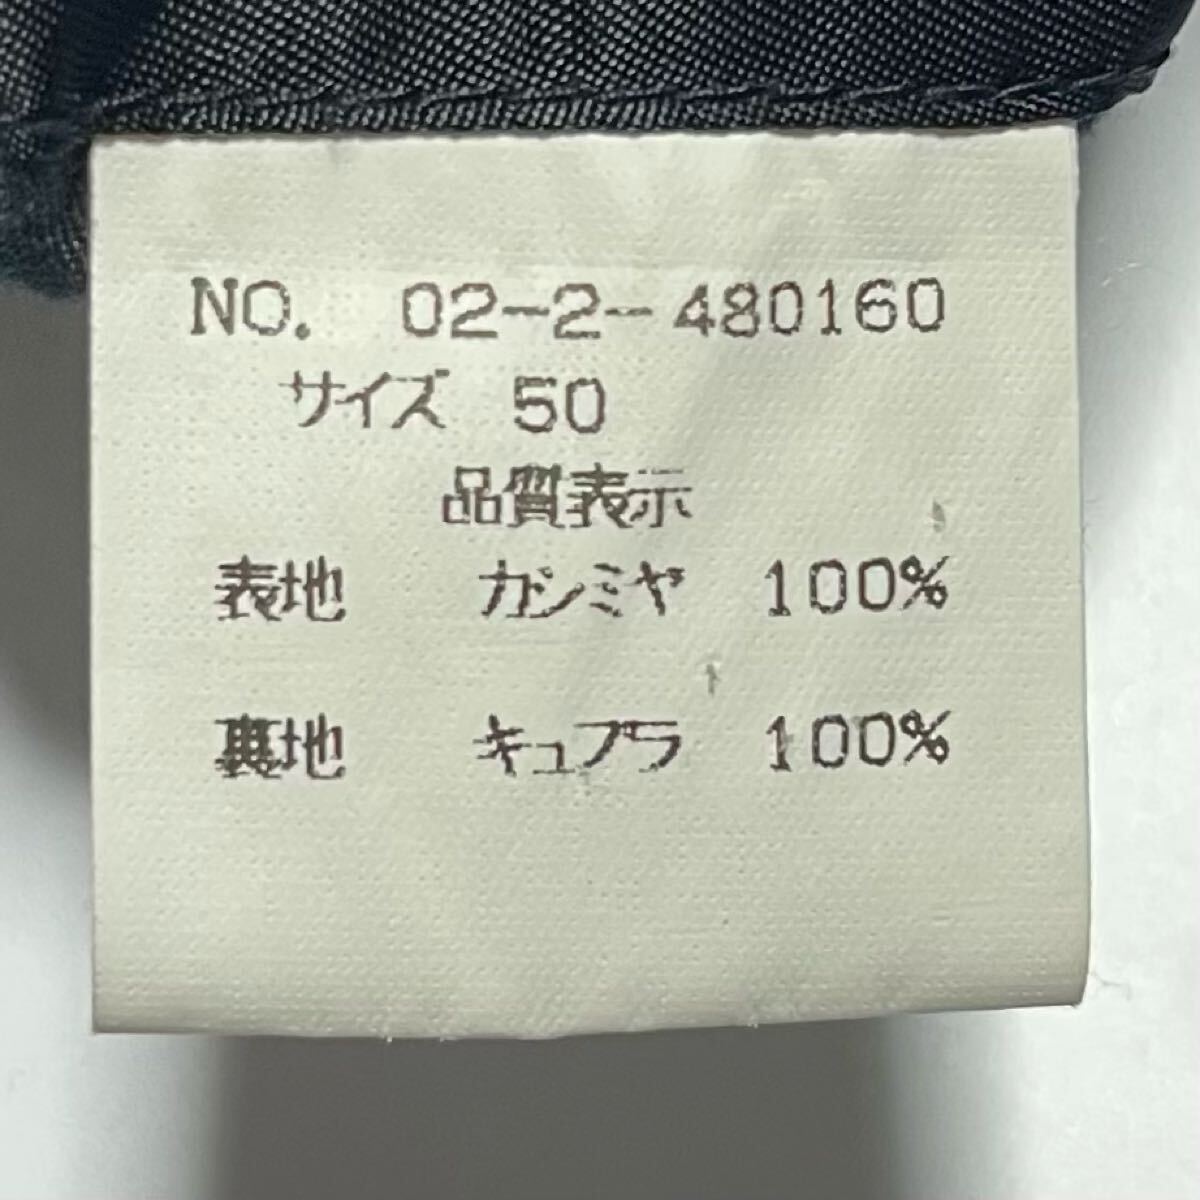 NO. 02-2-480160
サイズ 50
品質表示
表地 カシミヤ 100%
裏地 キュプラ 100%